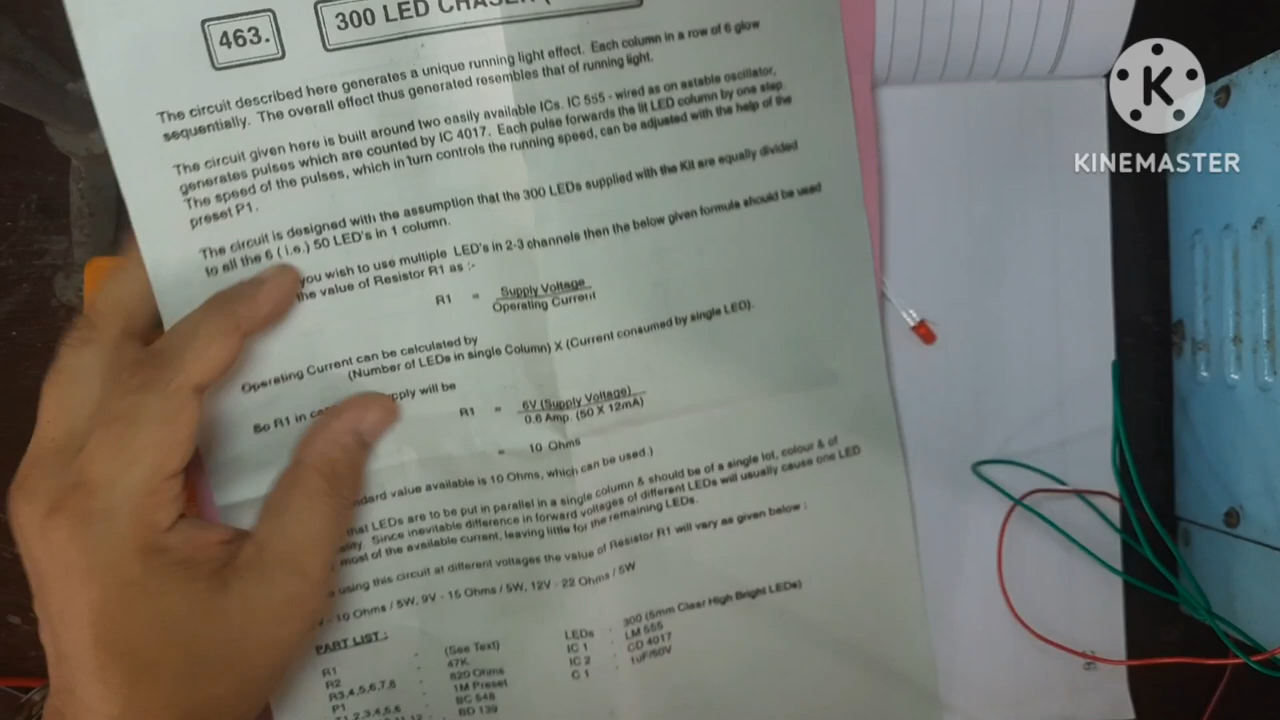 463.
300 LED CHASER (
The circuit described here generates a unique running light effect. Each column in a row of 6 glow
sequentially. The overall effect thus generated resembles that of running light.
The circuit given here is built around two easily available ICs. IC 555 - wired as on astable oscillator,
generates pulses which are counted by IC 4017. Each pulse forwards the lit LED column by one step.
The speed of the pulses, which in turn controls the running speed, can be adjusted with the help of the
preset P1.
The circuit is designed with the assumption that the 300 LEDs supplied with the Kit are equally divided
to all the 6 ( i.e.) 50 LED's in 1 column.
you wish to use multiple LED's in 2-3 channels then the below given formula should be used
the value of Resistor R1 as :-
R1 = Supply Voltage
Operating Current
Operating Current can be calculated by
(Number of LEDs in single Column) X (Current consumed by single LED).
So R1 in supply will be
R1 = 6V (Supply Voltage)
0.6 Amp. (50 X 12mA)
= 10 Ohms
standard value available is 10 Ohms, which can be used.)
that LEDs are to be put in parallel in a single column & should be of a single lot, colour & of
Since inevitable difference in forward voltages of different LEDs will usually cause one LED
most of the available current, leaving little for the remaining LEDs.
using this circuit at different voltages the value of Resistor R1 will vary as given below :
- 10 Ohms / 5W, 9V - 15 Ohms / 5W, 12V - 22 Ohms / 5W
PART LIST :
R1 - (See Text)
R2 - 47K
R3,4,5,6,7,8 - 820 Ohms
P1 - 1M Preset
T1,2,3,4,5,6 - BC 548
- BD 139
LEDs - 300 (5mm Clear High Bright LEDs)
IC 1 - LM 555
IC 2 - CD 4017
C 1 - 1uF/50V
K
KINEMASTER